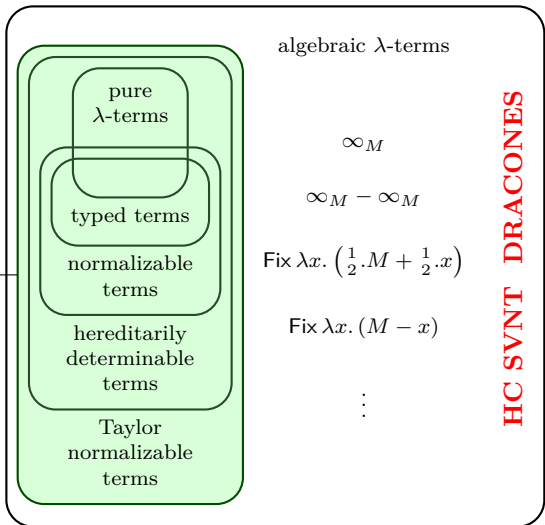 algebraic λ-terms
pure
λ-terms
typed terms
normalizable
terms
hereditarily
determinable
terms
Taylor
normalizable
terms
∞_M
∞_M − ∞_M
Fix λx. (1/2.M + 1/2.x)
Fix λx. (M − x)
⋮
HC SVNT DRACONES